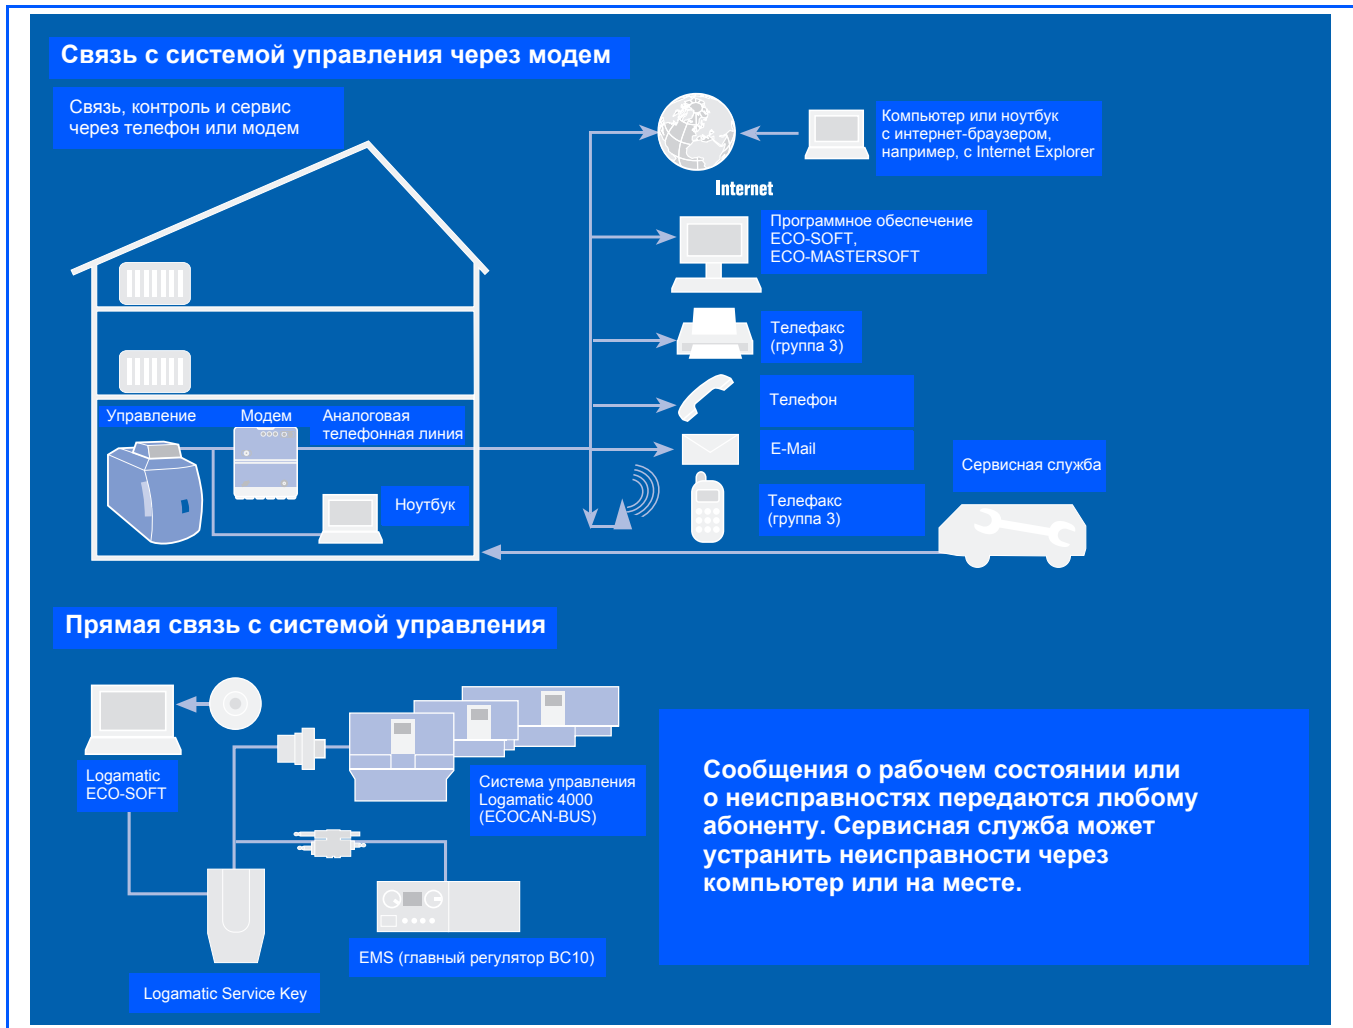 Связь с системой управления через модем
Связь, контроль и сервис
через телефон или модем
Компьютер или ноутбук
с интернет-браузером,
например, с Internet Explorer
Internet
Программное обеспечение
ECO-SOFT,
ECO-MASTERSOFT
Телефакс
(группа 3)
Телефон
Управление
Модем
Аналоговая
телефонная линия
E-Mail
Сервисная служба
Ноутбук
Телефакс
(группа 3)
Прямая связь с системой управления
Logamatic
ECO-SOFT
Система управления
Logamatic 4000
(ECOCAN-BUS)
Сообщения о рабочем состоянии или
о неисправностях передаются любому
абоненту. Сервисная служба может
устранить неисправности через
компьютер или на месте.
EMS (главный регулятор BC10)
Logamatic Service Key